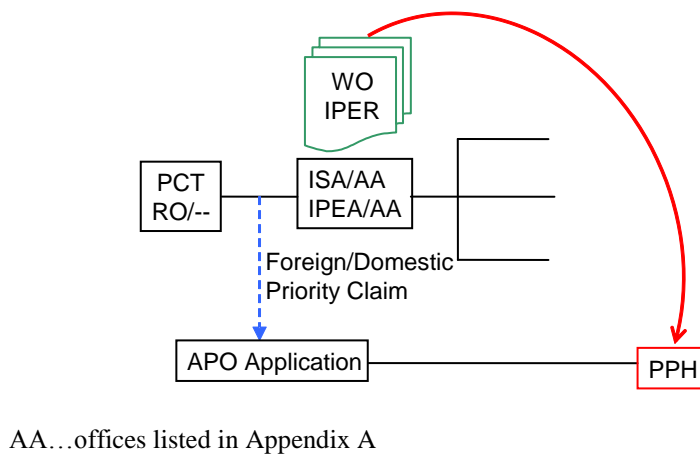 WO
IPER
PCT
RO/--
ISA/AA
IPEA/AA
Foreign/Domestic
Priority Claim
APO Application
PPH
AA…offices listed in Appendix A